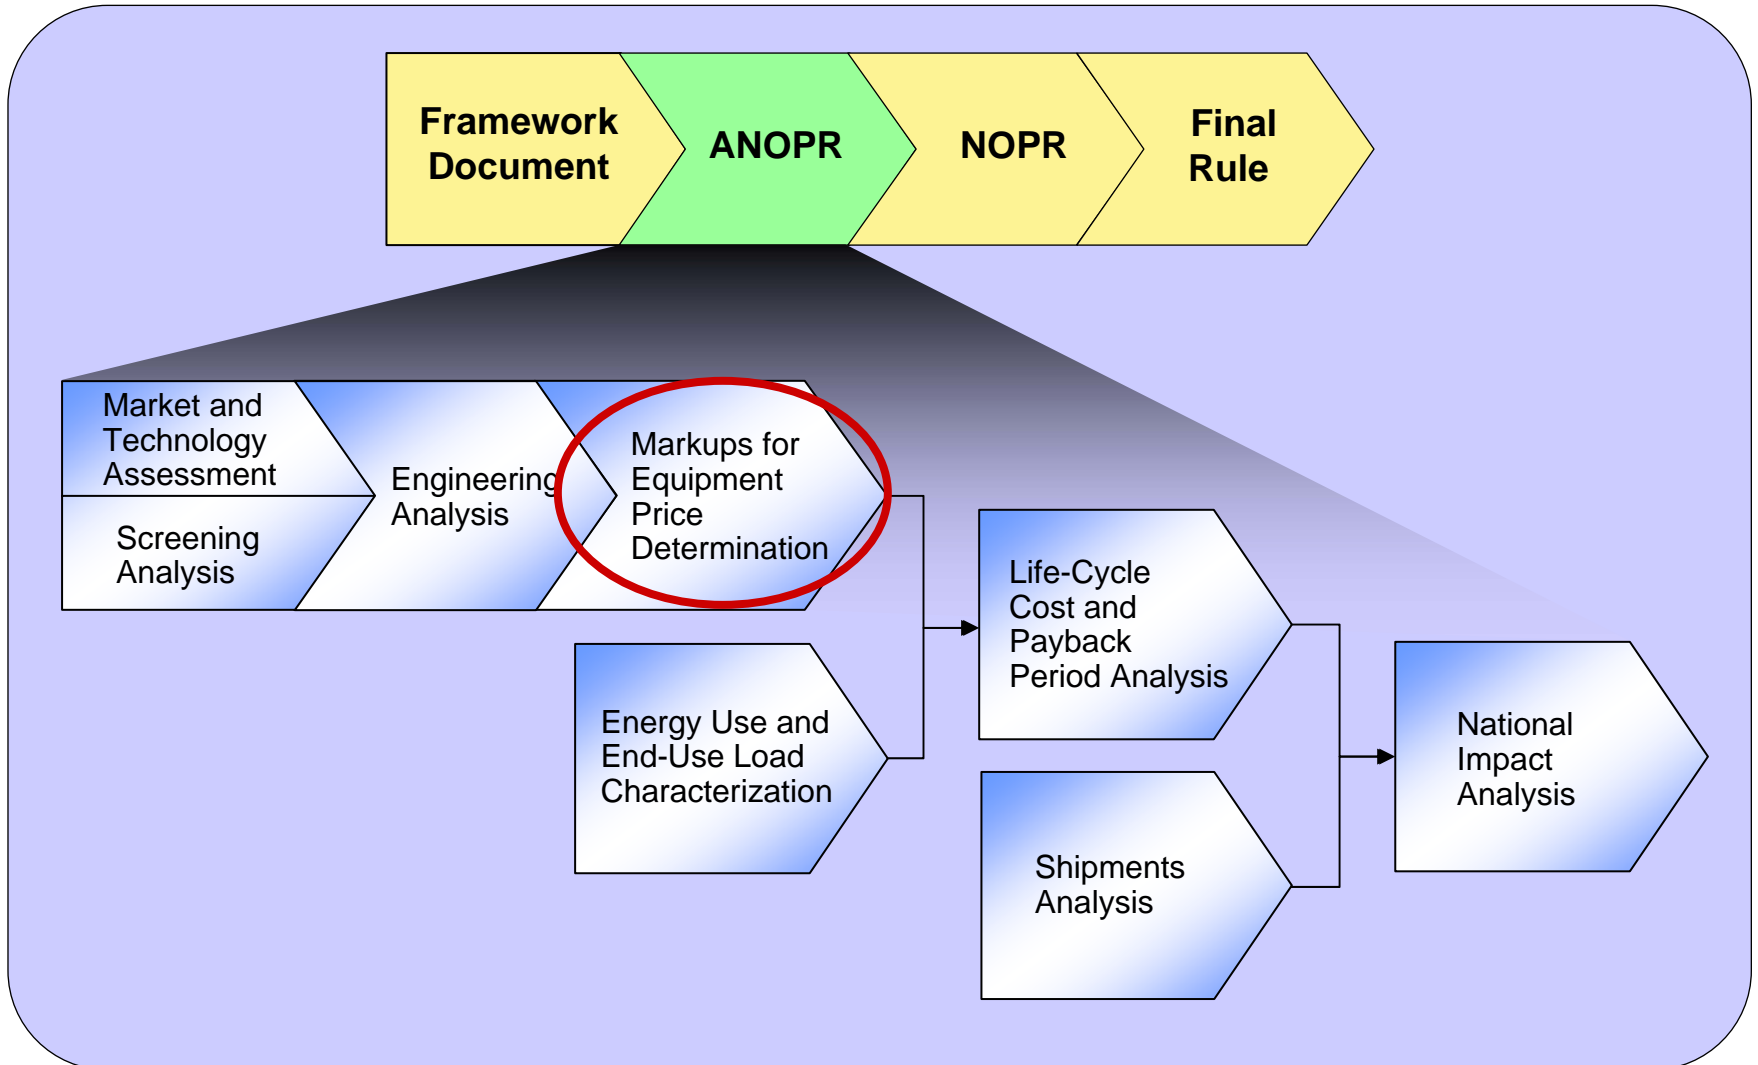 Framework
Document
ANOPR
NOPR
Final
Rule
Market and
Technology
Assessment
Screening
Analysis
Engineering
Analysis
Markups for
Equipment
Price
Determination
Life-Cycle
Cost and
Payback
Period Analysis
Energy Use and
End-Use Load
Characterization
Shipments
Analysis
National
Impact
Analysis